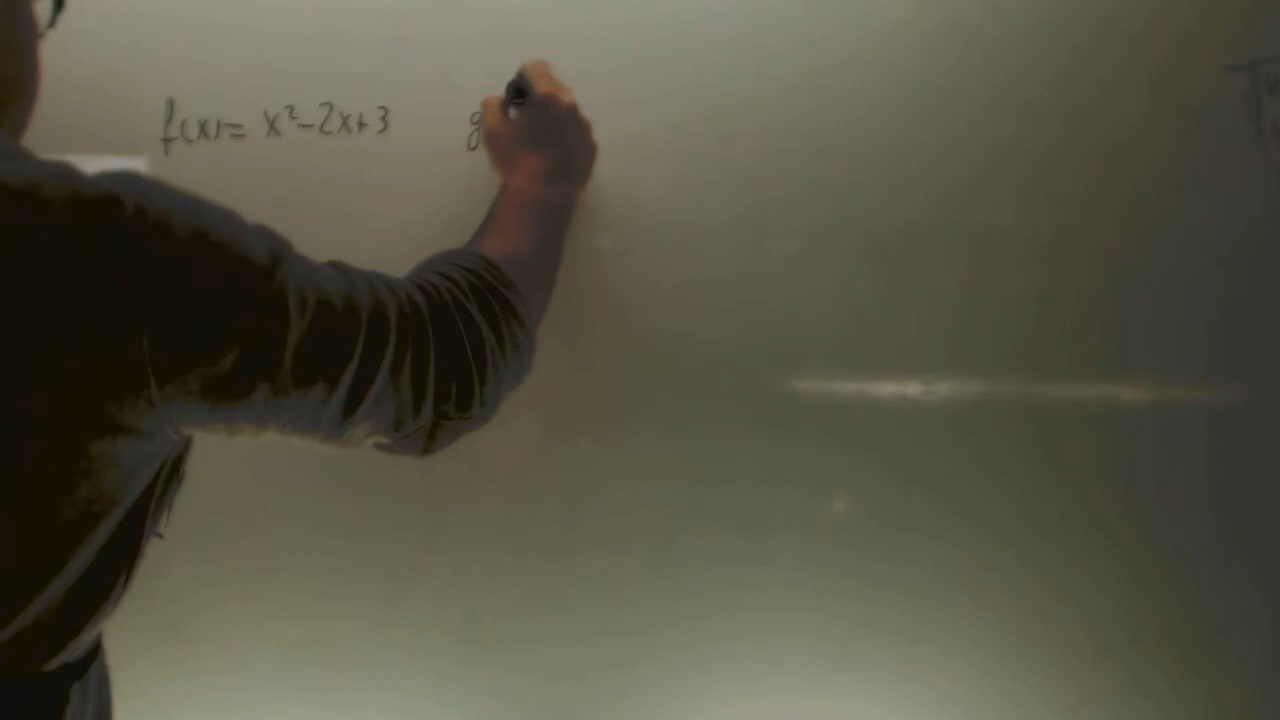 f(x) = x²-2x+3 g